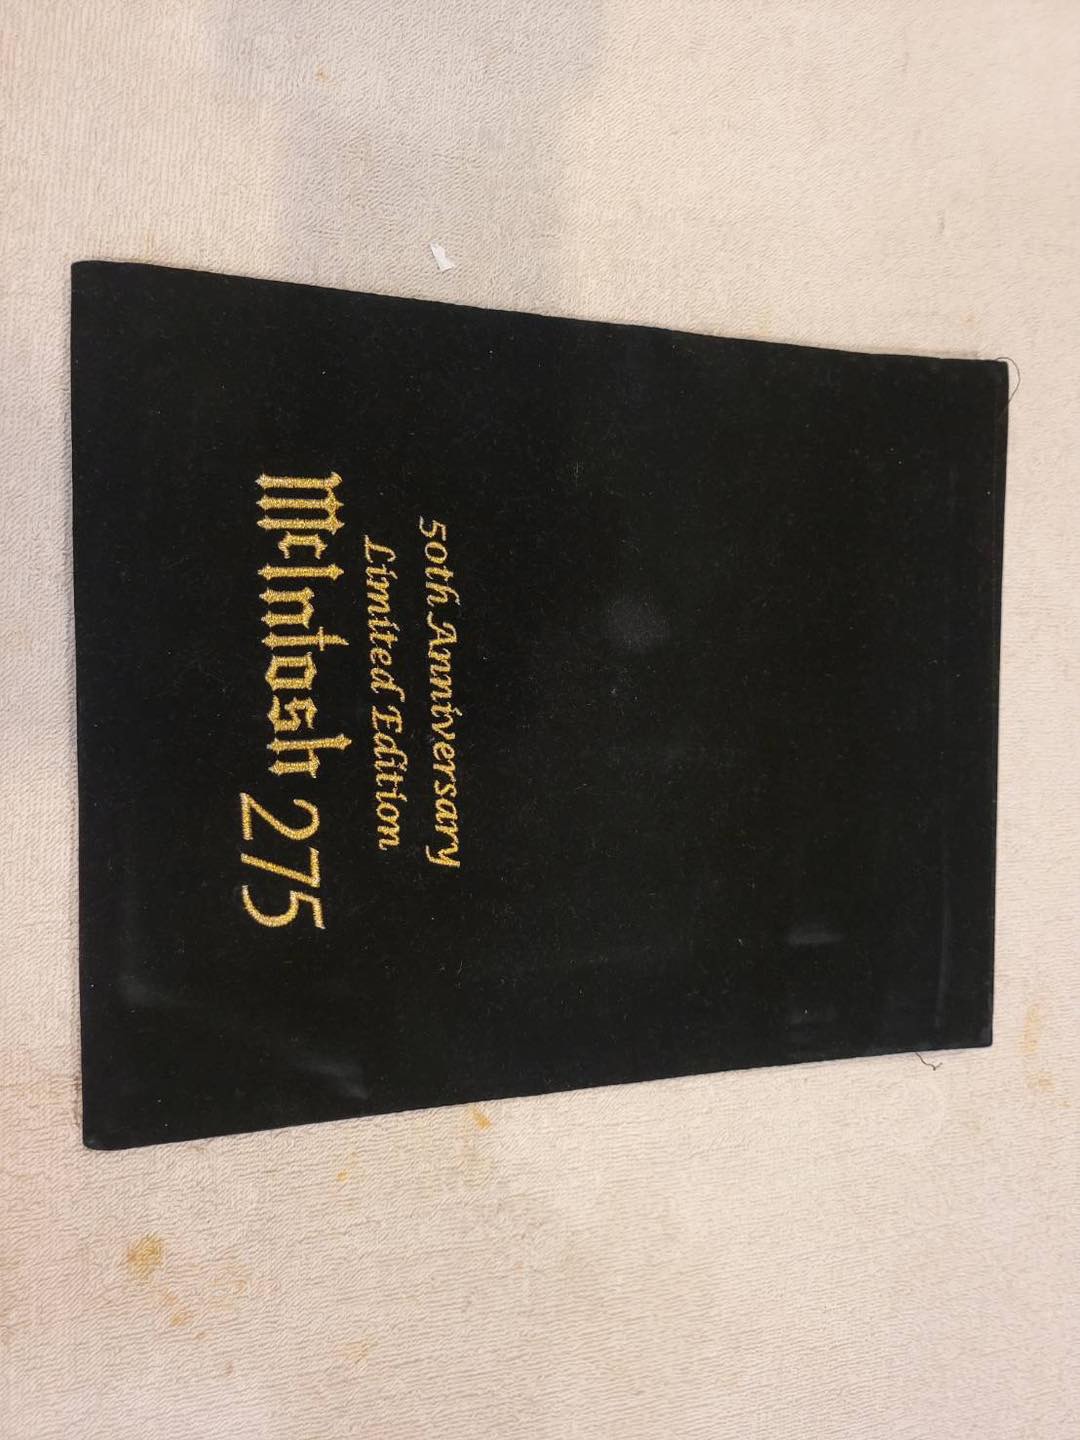 50th Anniversary
Limited Edition
McIntosh 275